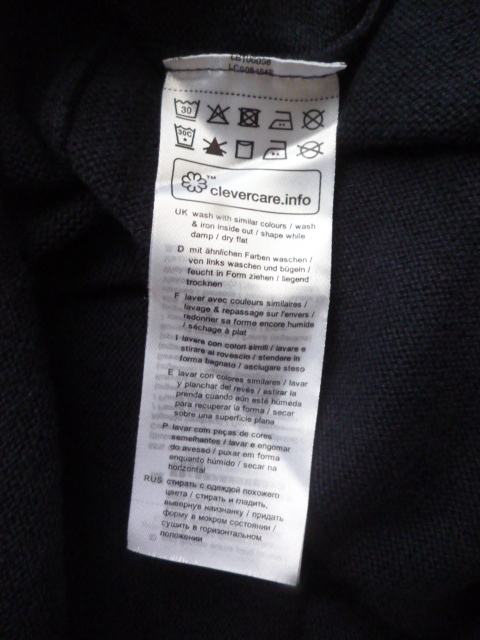 30
30C
TM
clevercare.info
UK wash with similar colours / wash
& iron inside out / shape while
damp / dry flat
D mit ähnlichen Farben waschen /
von links waschen und bügeln /
feucht in Form ziehen / liegend
trocknen
F laver avec couleurs similaires /
lavage & repassage sur l'envers /
redonner sa forme encore humide
/ séchage à plat
I lavare con colori simili / lavare e
stirare al rovescio / stendere in
forma bagnato / asciugare steso
E lavar con colores similares / lavar
y planchar del revés / estirar la
prenda cuando aún esté húmeda
para recuperar la forma / secar
sobre una superficie plana
P lavar com peças de cores
semelhantes / lavar e engomar
do avesso / puxar em forma
enquanto húmido / secar na
horizontal
RUS стирать с одеждой похожего
цвета / стирать и гладить,
вывернув наизнанку / придать
форму в мокром состоянии /
сушить в горизонтальном
положении